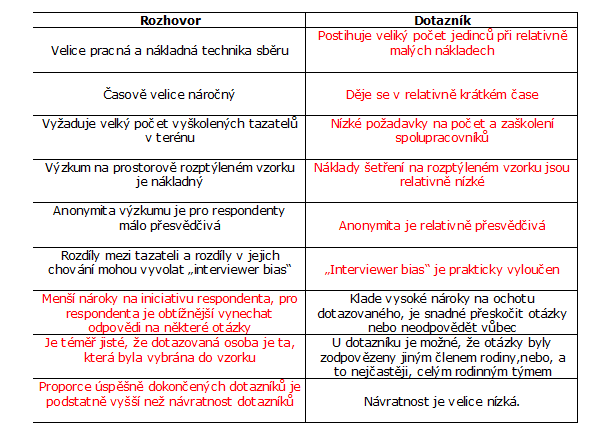 Rozhovor
Dotazník
Velice pracná a nákladná technika sběru
Postihuje veliký počet jedinců při relativně
malých nákladech
Časově velice náročný
Děje se v relativně krátkém čase
Vyžaduje velký počet vyškolených tazatelů
v terénu
Nízké požadavky na počet a zaškolení
spolupracovníků
Výzkum na prostorově rozptýleném vzorku
je nákladný
Náklady šetření na rozptýleném vzorku jsou
relativně nízké
Anonymita výzkumu je pro respondenty
málo přesvědčivá
Anonymita je relativně přesvědčivá
Rozdíly mezi tazateli a rozdíly v jejich
chování mohou vyvolat „interviewer bias“
„Interviewer bias“ je prakticky vyloučen
Menší nároky na iniciativu respondenta, pro
respondenta je obtížnější vynechat
odpovědi na některé otázky
Klade vysoké nároky na ochotu
dotazovaného, je snadné přeskočit otázky
nebo neodpovědět vůbec
Je téměř jisté, že dotazovaná osoba je ta,
která byla vybrána do vzorku
U dotazníku je možné, že otázky byly
zodpovězeny jiným členem rodiny,nebo, a
to nejčastěji, celým rodinným týmem
Proporce úspěšně dokončených dotazníků je
podstatně vyšší než návratnost dotazníků
Návratnost je velice nízká.